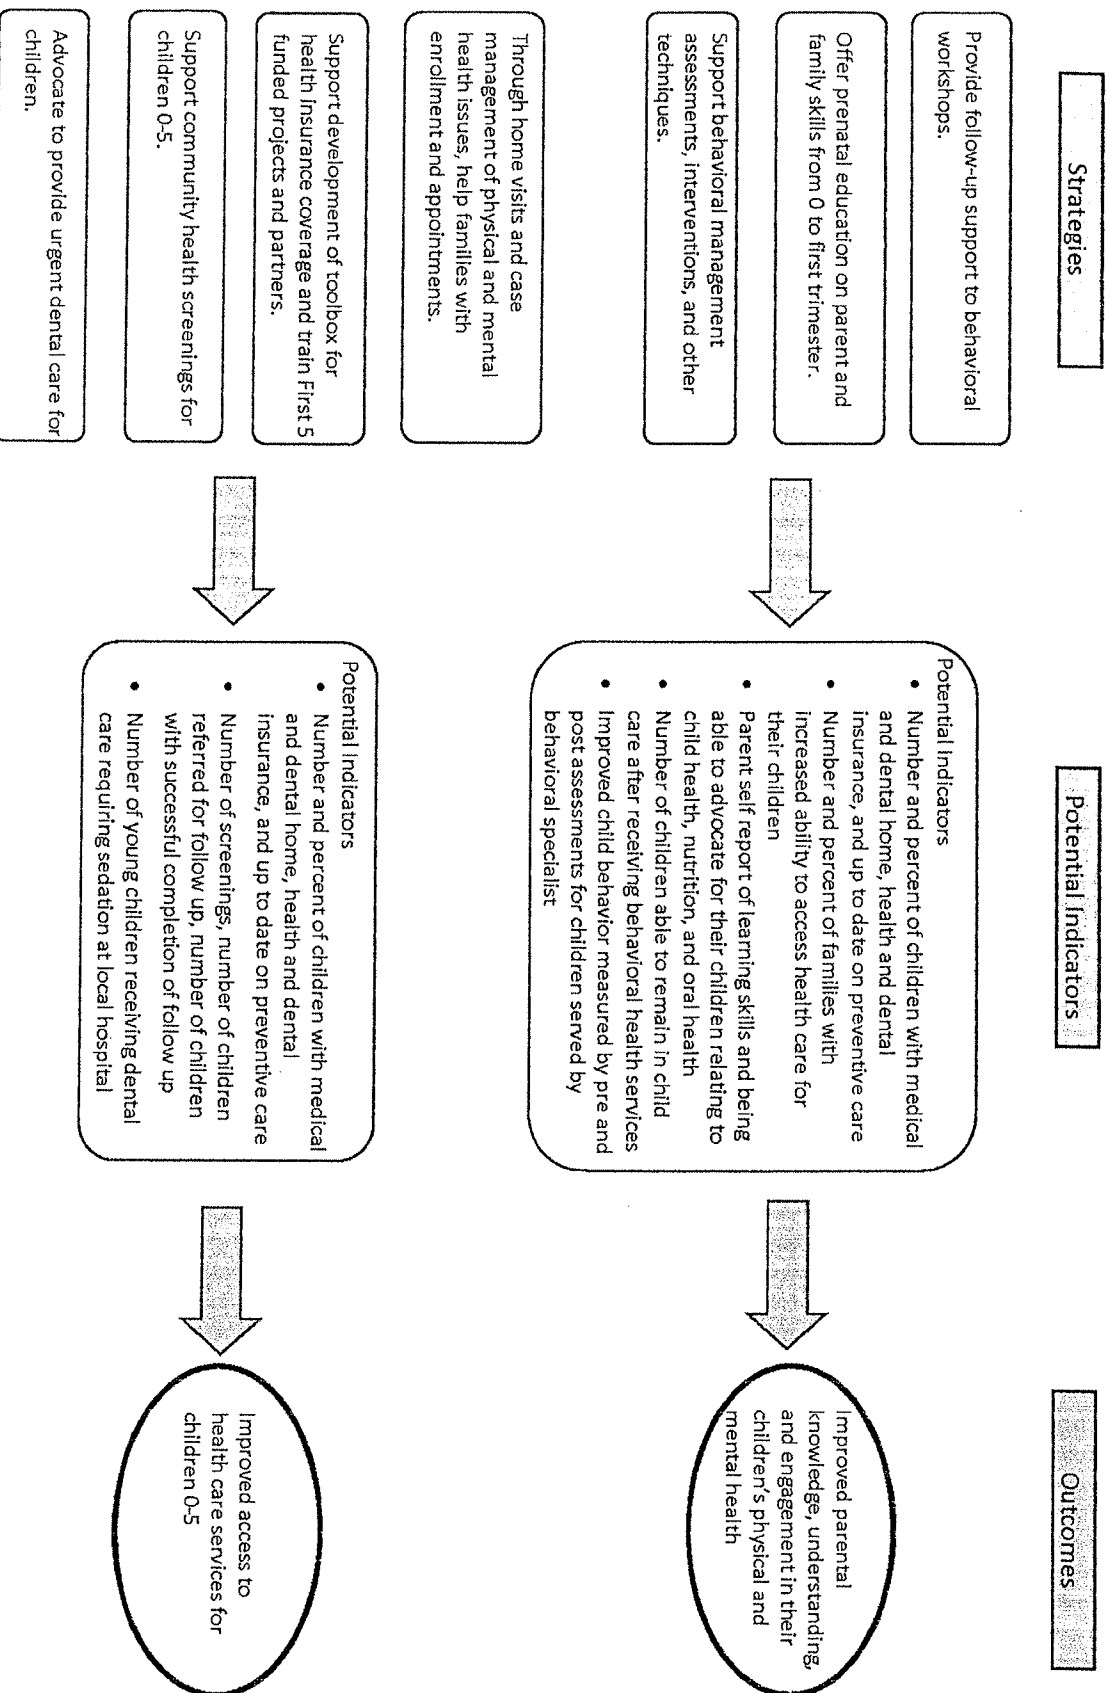 Strategies
Potential Indicators
Outcomes
Provide follow-up support to behavioral
workshops.
Offer prenatal education on parent and
family skills from 0 to first trimester.
Support behavioral management
assessments, interventions, and other
techniques.
Potential Indicators
• Number and percent of children with medical
and dental home, health and dental
insurance, and up to date on preventive care
• Number and percent of families with
increased ability to access health care for
their children
• Parent self report of learning skills and being
able to advocate for their children relating to
child health, nutrition, and oral health
• Number of children able to remain in child
care after receiving behavioral health services
• Improved child behavior measured by pre and
post assessments for children served by
behavioral specialist
Improved parental
knowledge, understanding,
and engagement in their
children's physical and
mental health
Through home visits and case
management of physical and mental
health issues, help families with
enrollment and appointments.
Support development of toolbox for
health insurance coverage and train First 5
funded projects and partners.
Support community health screenings for
children 0-5.
Advocate to provide urgent dental care for
children.
Potential Indicators
• Number and percent of children with medical
and dental home, health and dental
insurance, and up to date on preventive care
• Number of screenings, number of children
referred for follow up, number of children
with successful completion of follow up
• Number of young children receiving dental
care requiring sedation at local hospital
Improved access to
health care services for
children 0-5